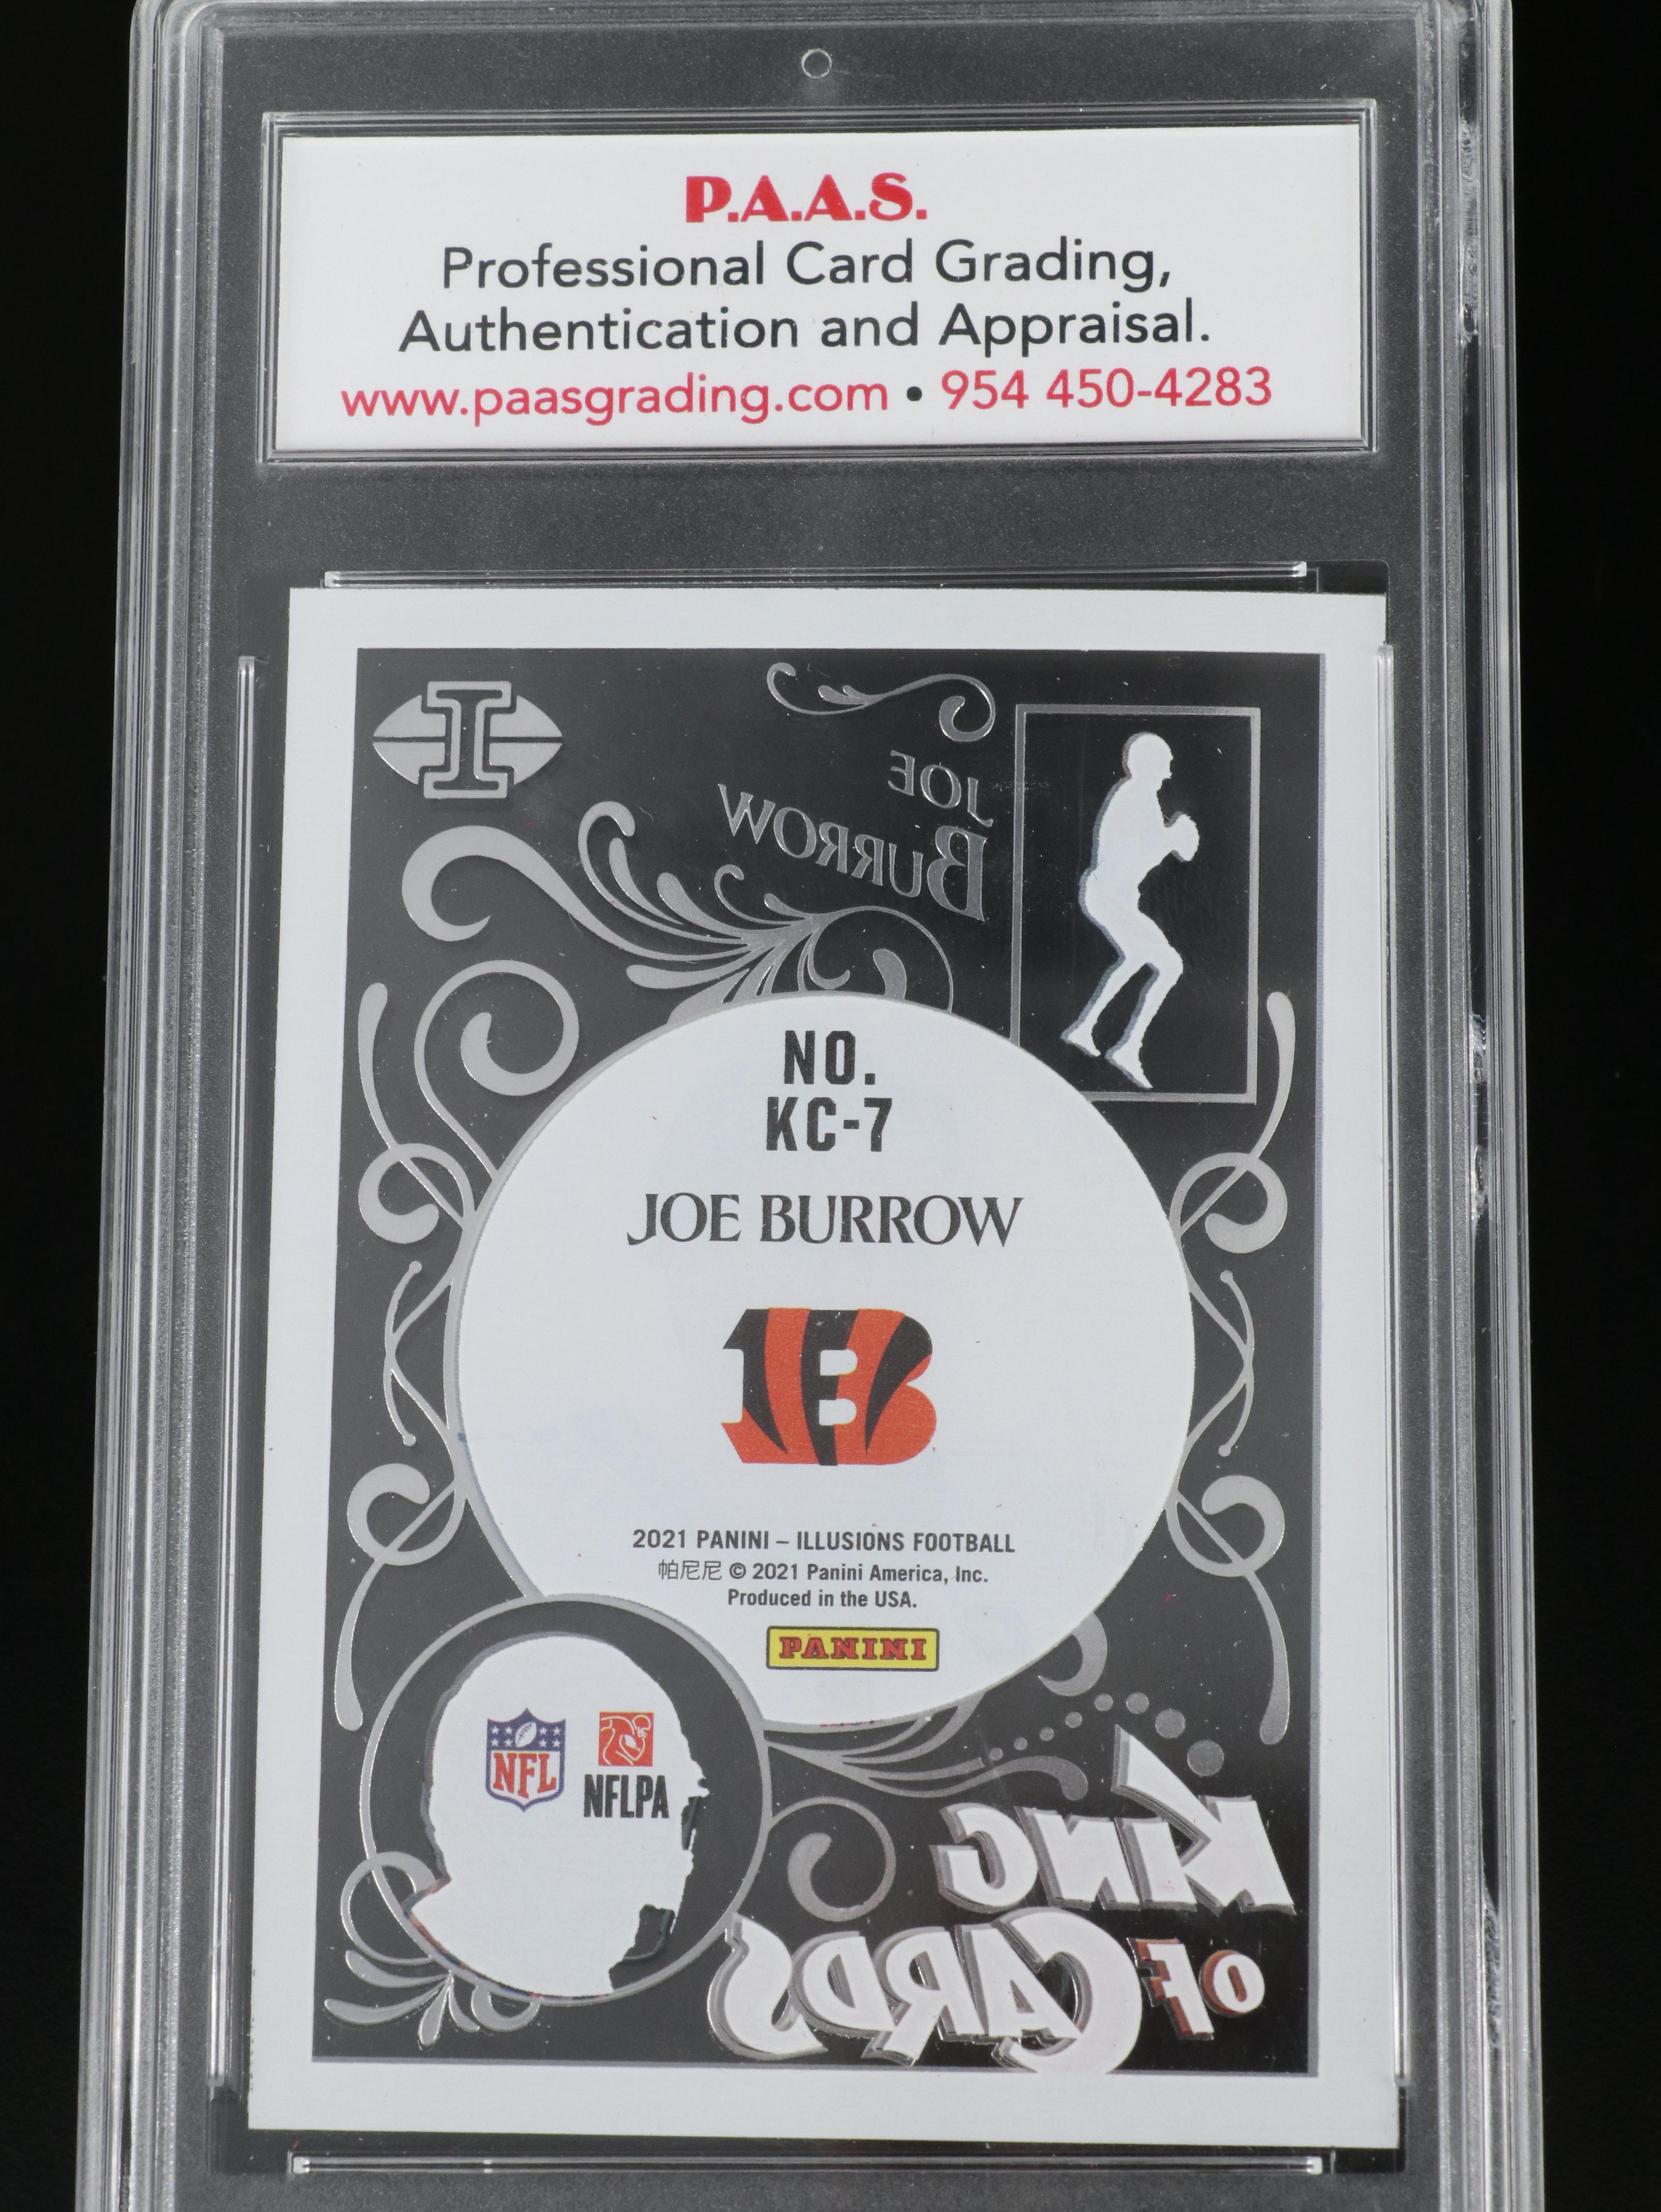 P.A.A.S.
Professional Card Grading,
Authentication and Appraisal.
www.paasgrading.com • 954 450-4283
I
JOE
BURROW
NO.
KC-7
JOE BURROW
B
2021 PANINI – ILLUSIONS FOOTBALL
帕尼尼 © 2021 Panini America, Inc.
Produced in the USA.
PANINI
NFL
NFLPA
KING
OF CARDS